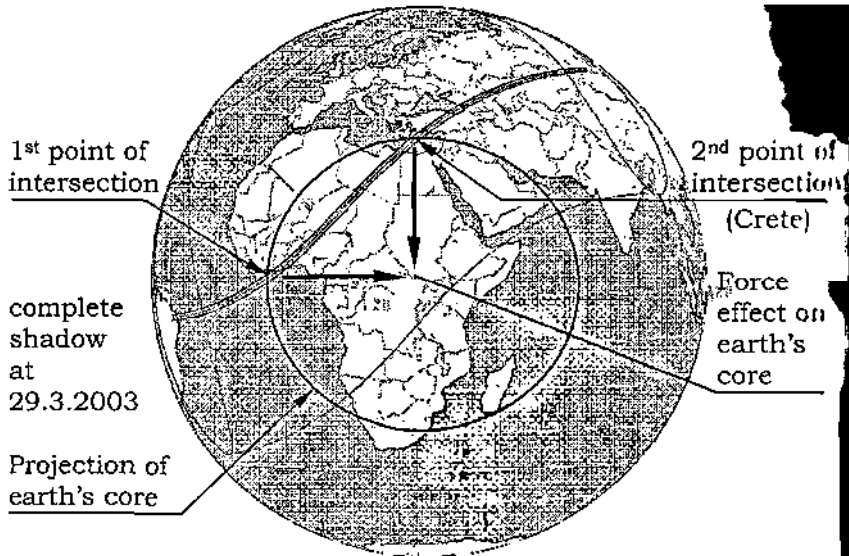 1st point of
intersection
2nd point of
intersection
(Crete)
complete
shadow
at
29.3.2003
Force
effect on
earth's
core
Projection of
earth's core